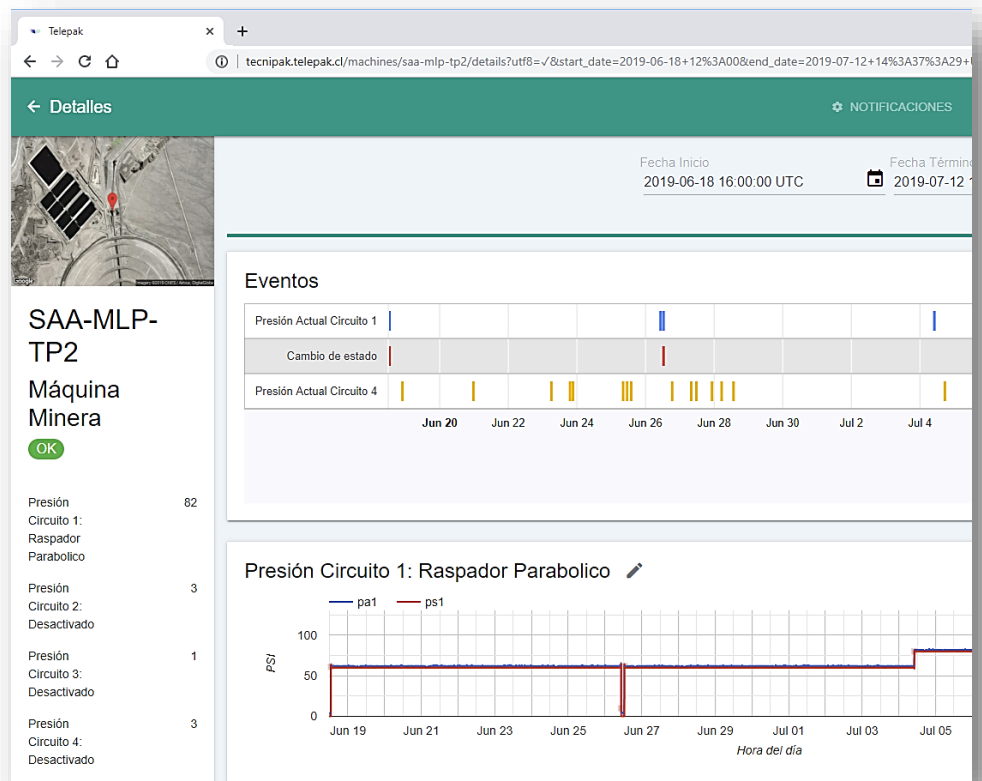 Telepak
tecnipak.telepak.cl/machines/saa-mlp-tp2/details?utf8=✓&start_date=2019-06-18+12%3A00&end_date=2019-07-12+14%3A37%3A29+
Detalles
NOTIFICACIONES
Fecha Inicio
Fecha Términ
2019-06-18 16:00:00 UTC
2019-07-12 1
Google
SAA-MLP-
TP2
Máquina
Minera
OK
Presión 82
Circuito 1:
Raspador
Parabolico
Presión 3
Circuito 2:
Desactivado
Presión 1
Circuito 3:
Desactivado
Presión 3
Circuito 4:
Desactivado
Eventos
Presión Actual Circuito 1
Cambio de estado
Presión Actual Circuito 4
Jun 20 Jun 22 Jun 24 Jun 26 Jun 28 Jun 30 Jul 2 Jul 4
Presión Circuito 1: Raspador Parabolico
pa1 ps1
100
50
0
PSI
Jun 19 Jun 21 Jun 23 Jun 25 Jun 27 Jun 29 Jul 01 Jul 03 Jul 05
Hora del día